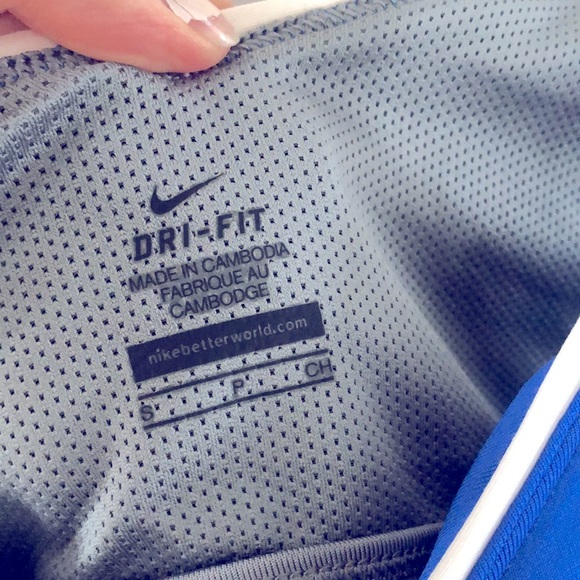 DRI-FIT
MADE IN CAMBODIA
FABRIQUE AU
CAMBODGE
nikebetterworld.com
S P CH